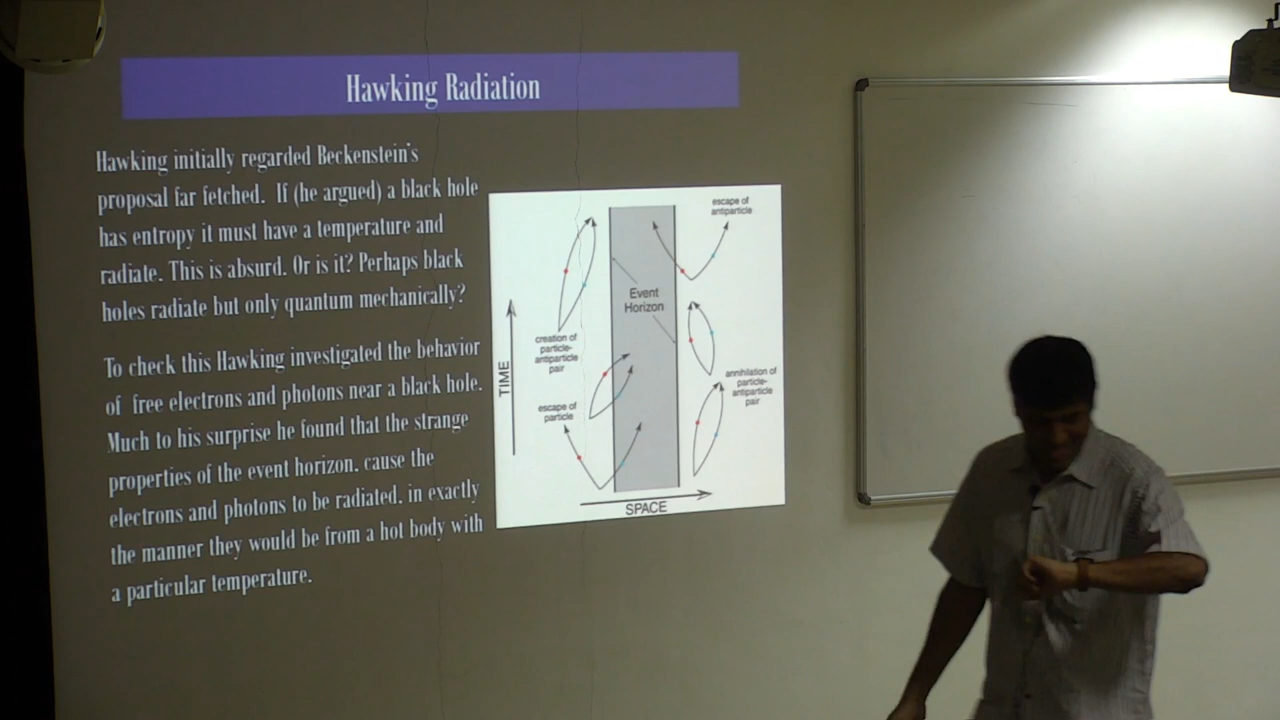 Hawking Radiation
Hawking initially regarded Beckenstein's
proposal far fetched. If (he argued) a black hole
has entropy it must have a temperature and
radiate. This is absurd. Or is it? Perhaps black
holes radiate but only quantum mechanically?
To check this Hawking investigated the behavior
of free electrons and photons near a black hole.
Much to his surprise he found that the strange
properties of the event horizon. cause the
electrons and photons to be radiated. in exactly
the manner they would be from a hot body with
a particular temperature.
escape of
antiparticle
Event
Horizon
creation of
particle-
antiparticle
pair
annihilation of
particle-
antiparticle
pair
escape of
particle
TIME
SPACE